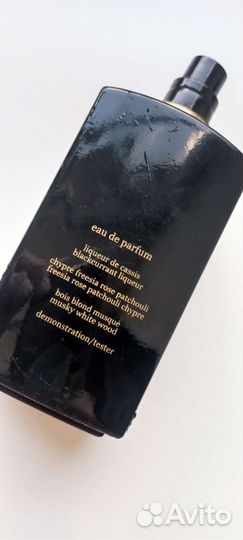 eau de parfum
liqueur de cassis
blackcurrant liqueur
chypre freesia rose patchouli
freesia rose patchouli chypre
bois blond musqué
musky white wood
demonstration/tester
Avito